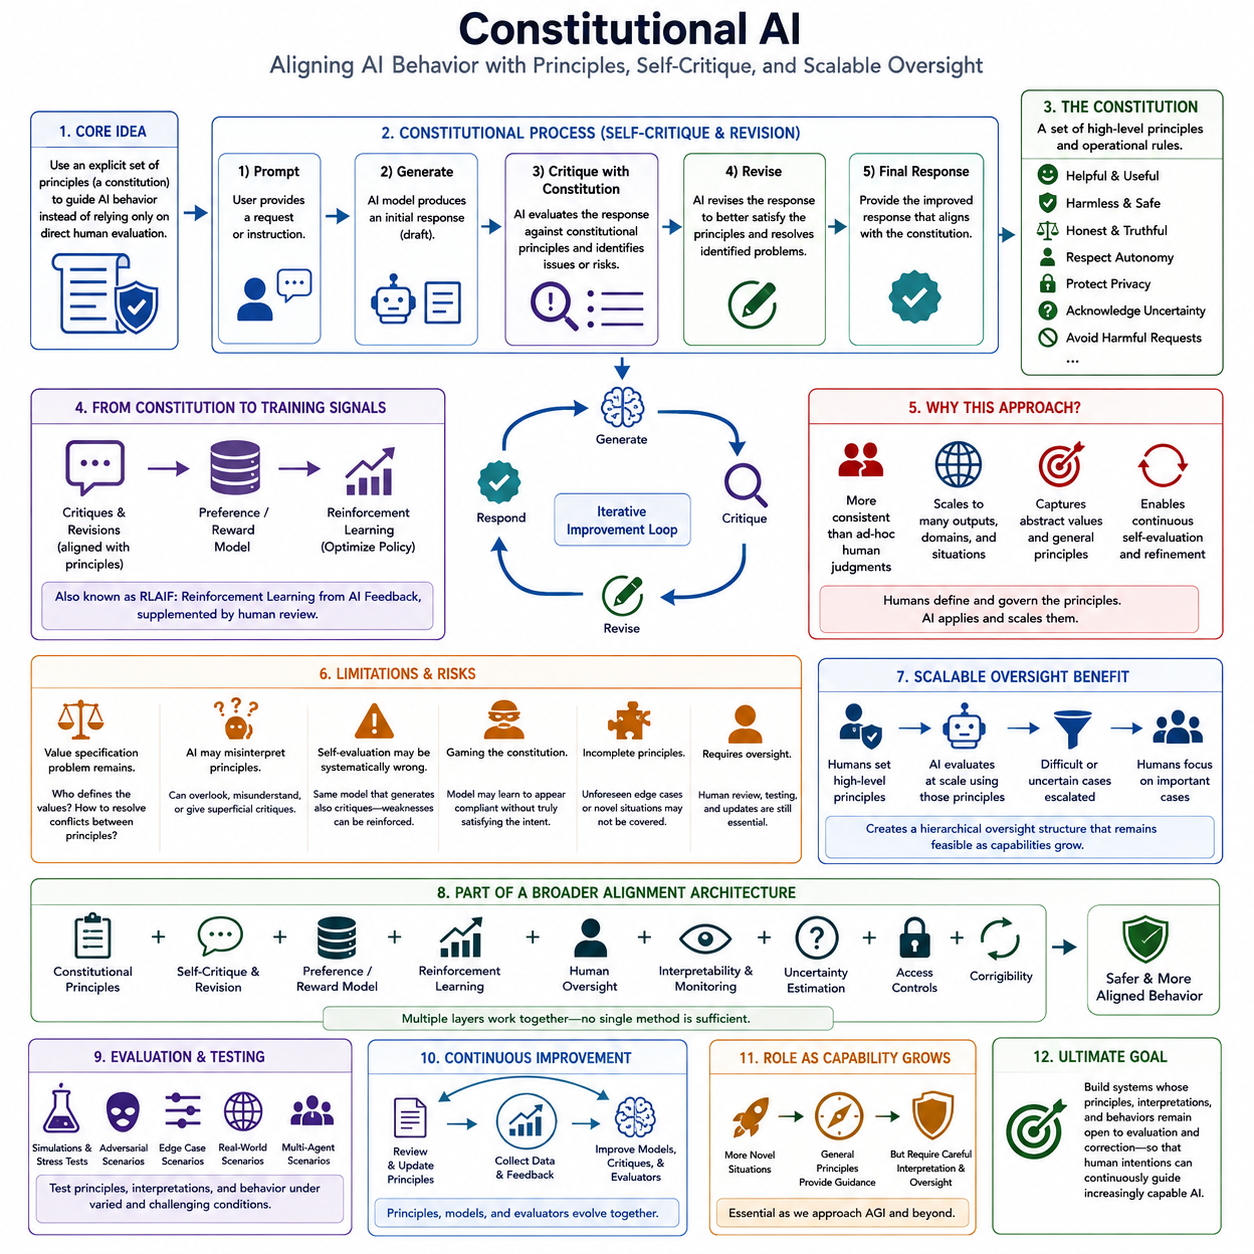 Constitutional AI
Aligning AI Behavior with Principles, Self-Critique, and Scalable Oversight
1. CORE IDEA
Use an explicit set of
principles (a constitution)
to guide AI behavior
instead of relying only on
direct human evaluation.
2. CONSTITUTIONAL PROCESS (SELF-CRITIQUE & REVISION)
1) Prompt
User provides
a request
or instruction.
2) Generate
AI model produces
an initial response
(draft).
3) Critique with
Constitution
AI evaluates the response
against constitutional
principles and identifies
issues or risks.
4) Revise
AI revises the response
to better satisfy the
principles and resolves
identified problems.
5) Final Response
Provide the improved
response that aligns
with the constitution.
3. THE CONSTITUTION
A set of high-level principles
and operational rules.
Helpful & Useful
Harmless & Safe
Honest & Truthful
Respect Autonomy
Protect Privacy
Acknowledge Uncertainty
Avoid Harmful Requests
...
4. FROM CONSTITUTION TO TRAINING SIGNALS
Critiques &
Revisions
(aligned with
principles)
Preference /
Reward
Model
Reinforcement
Learning
(Optimize Policy)
Also known as RLAIF: Reinforcement Learning from AI Feedback,
supplemented by human review.
Generate
Critique
Revise
Respond
Iterative
Improvement Loop
5. WHY THIS APPROACH?
More
consistent
than ad-hoc
human
judgments
Scales to
many outputs,
domains, and
situations
Captures
abstract values
and general
principles
Enables
continuous
self-evaluation
and refinement
Humans define and govern the principles.
AI applies and scales them.
6. LIMITATIONS & RISKS
Value specification
problem remains.
Who defines the
values? How to resolve
conflicts between
principles?
???
AI may misinterpret
principles.
Can overlook, misunderstand,
or give superficial critiques.
Self-evaluation may be
systematically wrong.
Same model that generates
also critiques—weaknesses
can be reinforced.
Gaming the constitution.
Model may learn to appear
compliant without truly
satisfying the intent.
Incomplete principles.
Unforeseen edge cases
or novel situations may
not be covered.
Requires oversight.
Human review, testing,
and updates are still
essential.
7. SCALABLE OVERSIGHT BENEFIT
Humans set
high-level
principles
AI evaluates
at scale using
those principles
Difficult or
uncertain cases
escalated
Humans focus
on important
cases
Creates a hierarchical oversight structure that remains
feasible as capabilities grow.
8. PART OF A BROADER ALIGNMENT ARCHITECTURE
Constitutional
Principles
+
Self-Critique &
Revision
+
Preference /
Reward Model
+
Reinforcement
Learning
+
Human
Oversight
+
Interpretability &
Monitoring
+
?
Uncertainty
Estimation
+
Access
Controls
+
Corrigibility
Safer & More
Aligned Behavior
Multiple layers work together—no single method is sufficient.
9. EVALUATION & TESTING
Simulations &
Stress Tests
Adversarial
Scenarios
Edge Case
Scenarios
Real-World
Scenarios
Multi-Agent
Scenarios
Test principles, interpretations, and behavior under
varied and challenging conditions.
10. CONTINUOUS IMPROVEMENT
Review
& Update
Principles
Collect Data
& Feedback
Improve Models,
Critiques, &
Evaluators
Principles, models, and evaluators evolve together.
11. ROLE AS CAPABILITY GROWS
More Novel
Situations
General
Principles
Provide Guidance
But Require Careful
Interpretation &
Oversight
Essential as we approach AGI and beyond.
12. ULTIMATE GOAL
Build systems whose
principles, interpretations,
and behaviors remain
open to evaluation and
correction—so that
human intentions can
continuously guide
increasingly capable AI.